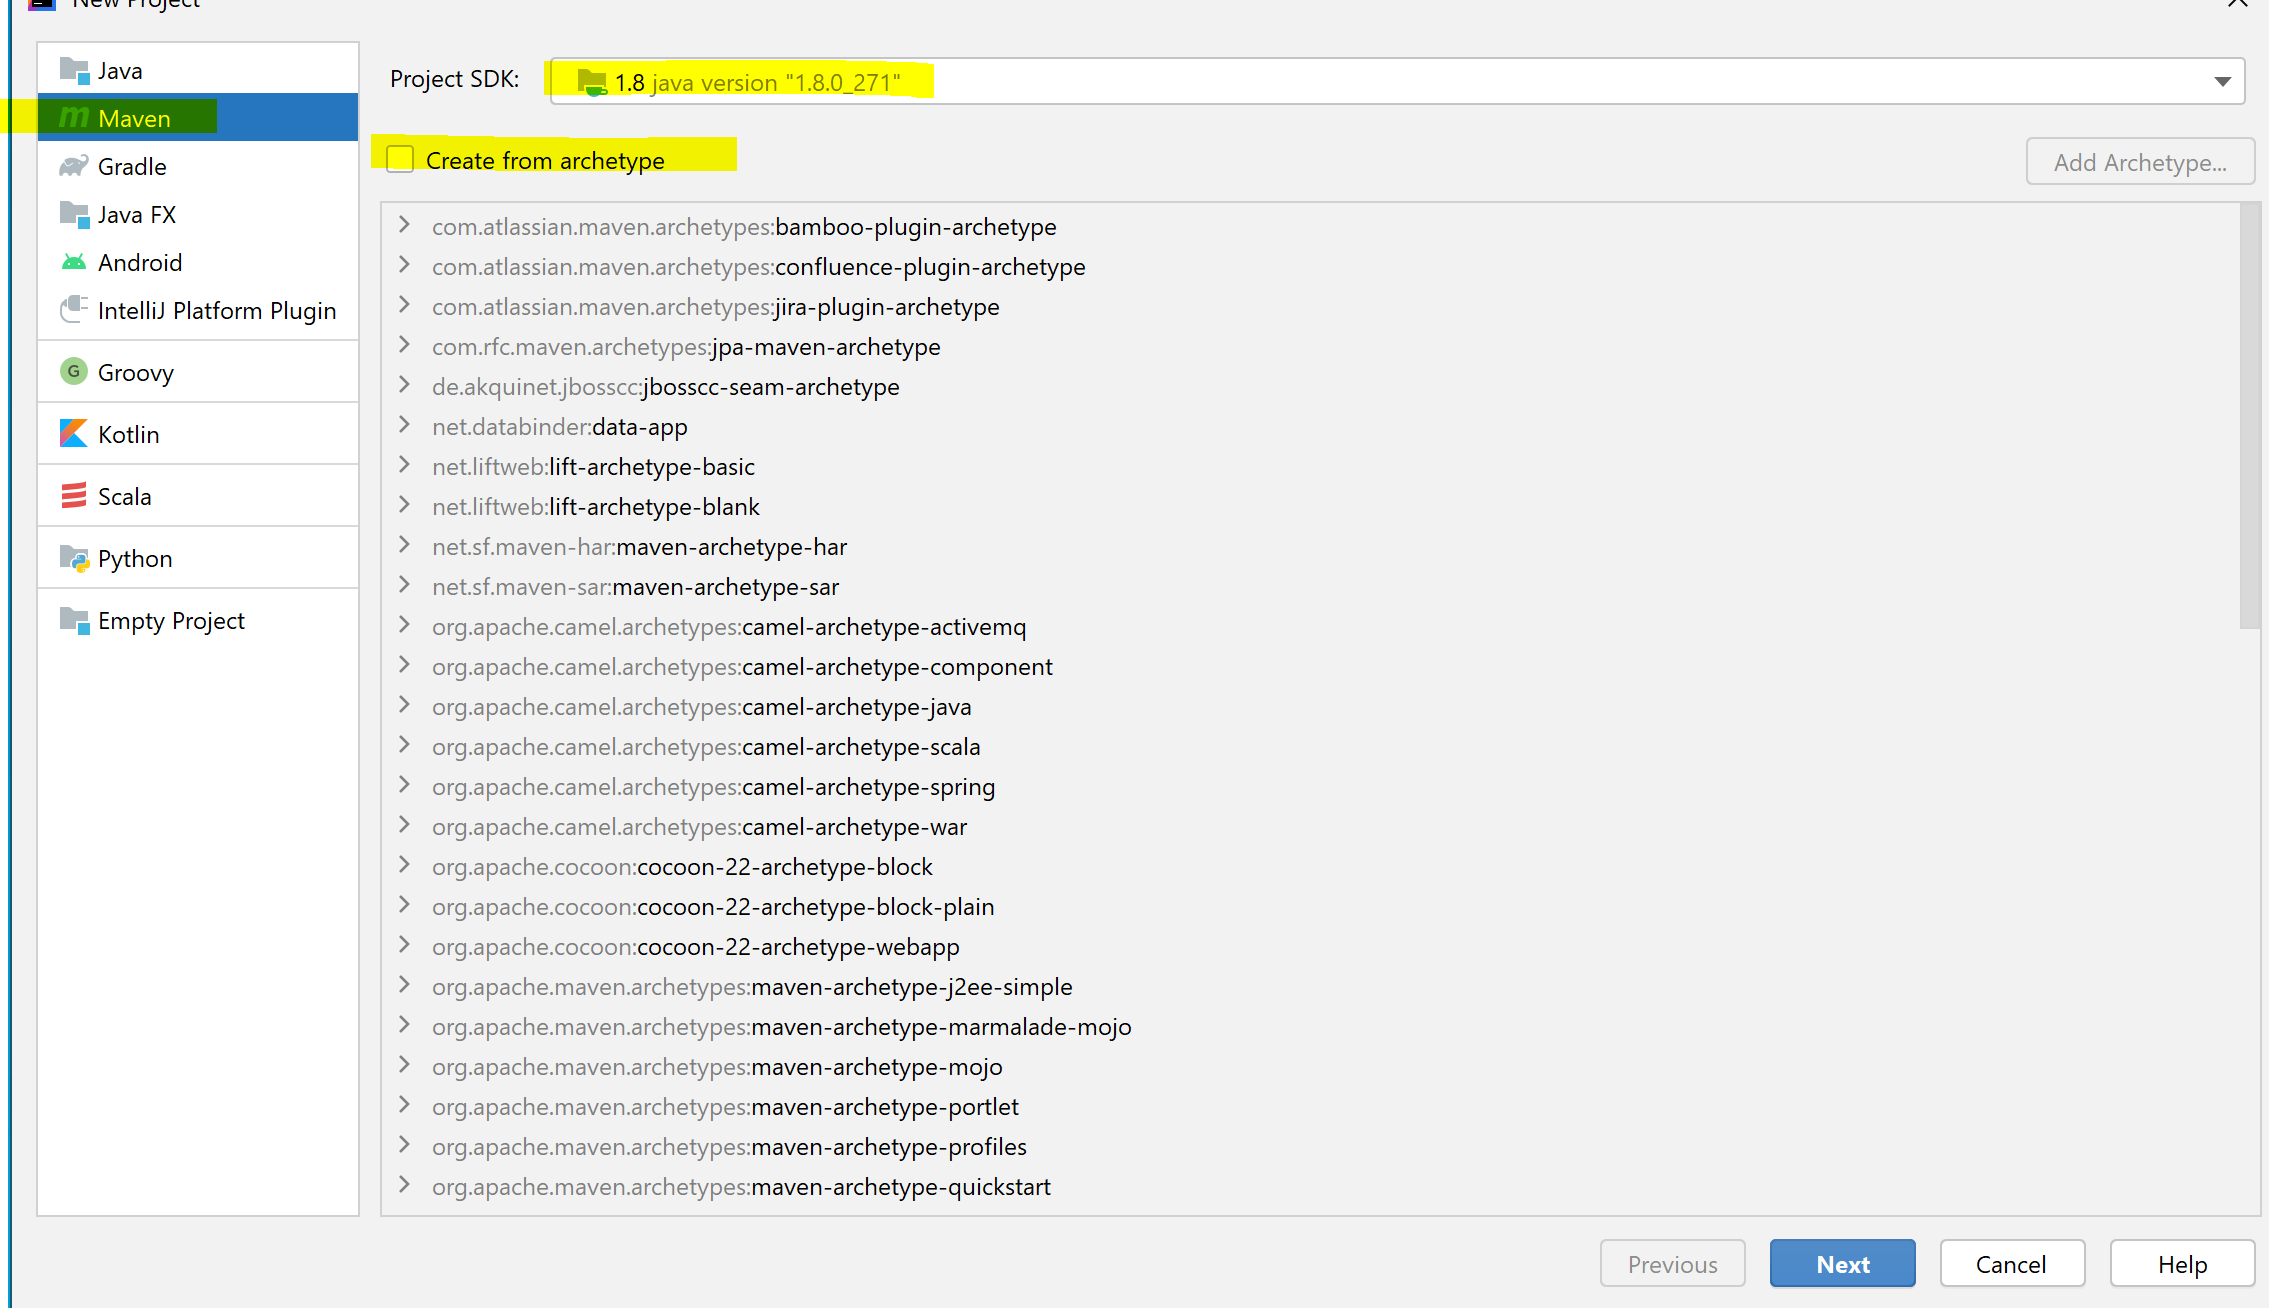 New Project
Java
Maven
Gradle
Java FX
Android
IntelliJ Platform Plugin
G Groovy
Kotlin
Scala
Python
Empty Project
Project SDK: 1.8 java version "1.8.0_271"
Create from archetype
Add Archetype...
com.atlassian.maven.archetypes:bamboo-plugin-archetype
com.atlassian.maven.archetypes:confluence-plugin-archetype
com.atlassian.maven.archetypes:jira-plugin-archetype
com.rfc.maven.archetypes:jpa-maven-archetype
de.akquinet.jbosscc:jbosscc-seam-archetype
net.databinder:data-app
net.liftweb:lift-archetype-basic
net.liftweb:lift-archetype-blank
net.sf.maven-har:maven-archetype-har
net.sf.maven-sar:maven-archetype-sar
org.apache.camel.archetypes:camel-archetype-activemq
org.apache.camel.archetypes:camel-archetype-component
org.apache.camel.archetypes:camel-archetype-java
org.apache.camel.archetypes:camel-archetype-scala
org.apache.camel.archetypes:camel-archetype-spring
org.apache.camel.archetypes:camel-archetype-war
org.apache.cocoon:cocoon-22-archetype-block
org.apache.cocoon:cocoon-22-archetype-block-plain
org.apache.cocoon:cocoon-22-archetype-webapp
org.apache.maven.archetypes:maven-archetype-j2ee-simple
org.apache.maven.archetypes:maven-archetype-marmalade-mojo
org.apache.maven.archetypes:maven-archetype-mojo
org.apache.maven.archetypes:maven-archetype-portlet
org.apache.maven.archetypes:maven-archetype-profiles
org.apache.maven.archetypes:maven-archetype-quickstart
Previous
Next
Cancel
Help